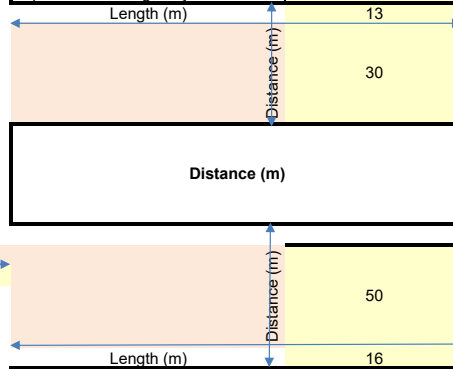 Length (m) 13
Distance (m) 30
Distance (m)
Distance (m) 50
Length (m) 16